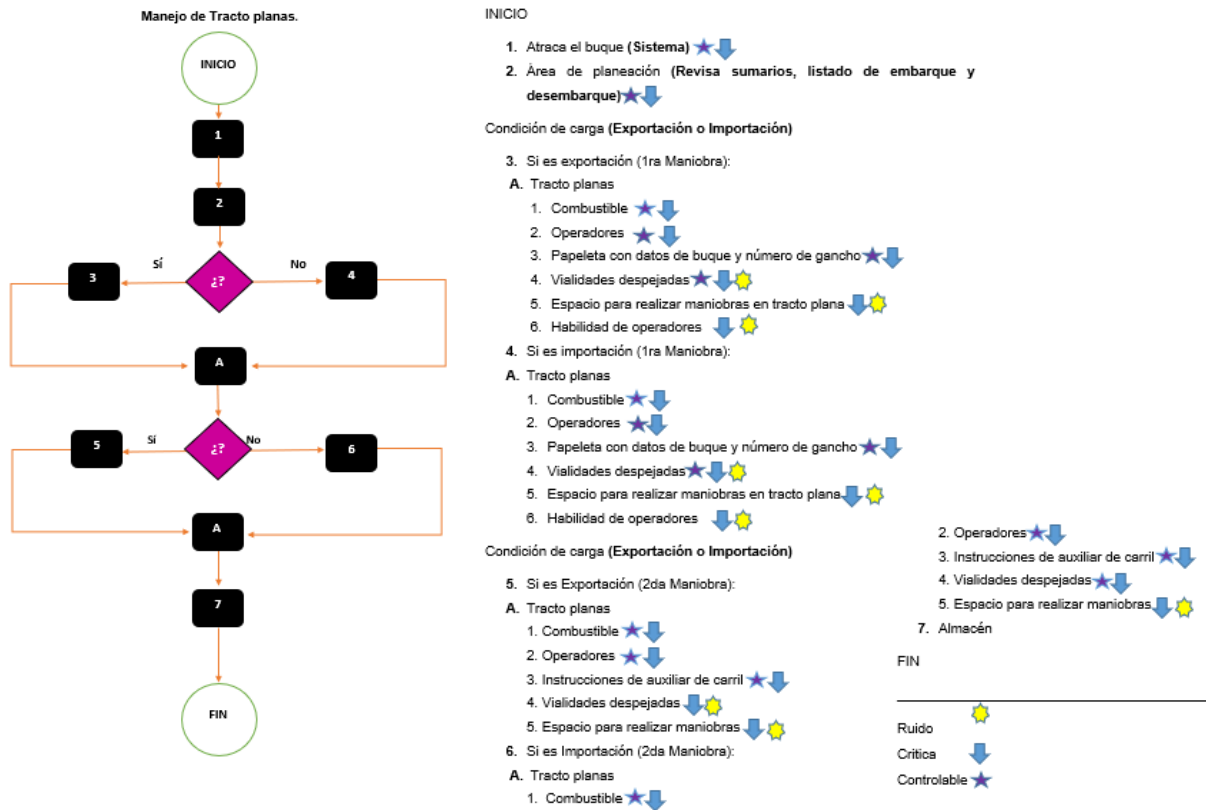 Manejo de Tracto planas.
INICIO
1
2
Sí
¿?
No
3
4
A
5
Sí
¿?
No
6
A
7
FIN
INICIO
1. Atraca el buque (Sistema)
2. Área de planeación (Revisa sumarios, listado de embarque y
desembarque)
Condición de carga (Exportación o Importación)
3. Si es exportación (1ra Maniobra):
A. Tracto planas
1. Combustible
2. Operadores
3. Papeleta con datos de buque y número de gancho
4. Vialidades despejadas
5. Espacio para realizar maniobras en tracto plana
6. Habilidad de operadores
4. Si es importación (1ra Maniobra):
A. Tracto planas
1. Combustible
2. Operadores
3. Papeleta con datos de buque y número de gancho
4. Vialidades despejadas
5. Espacio para realizar maniobras en tracto plana
6. Habilidad de operadores
Condición de carga (Exportación o Importación)
5. Si es Exportación (2da Maniobra):
A. Tracto planas
1. Combustible
2. Operadores
3. Instrucciones de auxiliar de carril
4. Vialidades despejadas
5. Espacio para realizar maniobras
6. Si es Importación (2da Maniobra):
A. Tracto planas
1. Combustible
2. Operadores
3. Instrucciones de auxiliar de carril
4. Vialidades despejadas
5. Espacio para realizar maniobras
7. Almacén
FIN
Ruido
Critica
Controlable